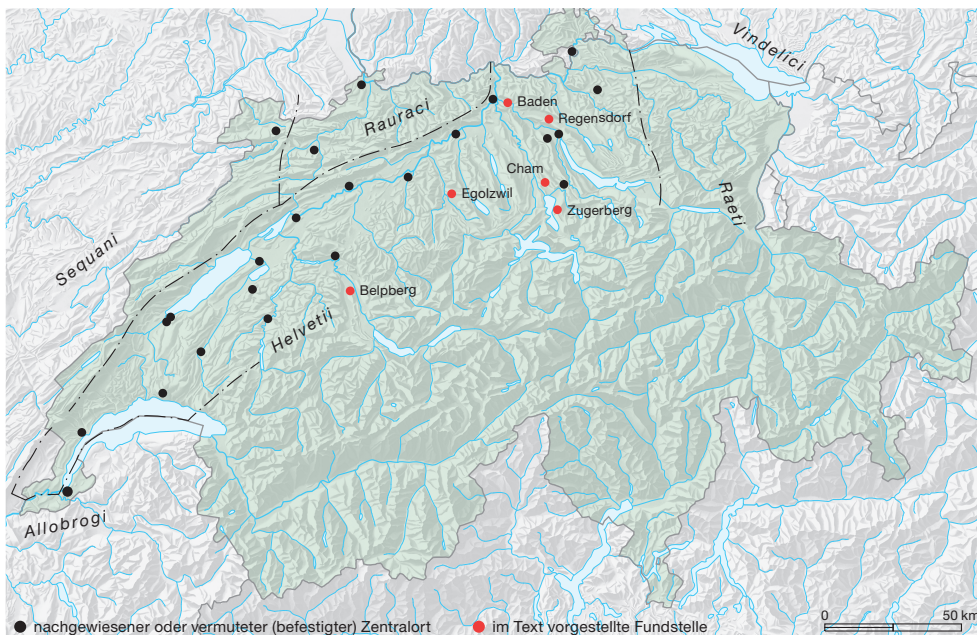 Vindelici
Baden
Rauraci
Regensdorf
Cham
Egolzwil
Zugerberg
Raeti
Sequani
Belpberg
Helvetii
Allobrogi
0 50 km
nachgewiesener oder vermuteter (befestigter) Zentralort
im Text vorgestellte Fundstelle